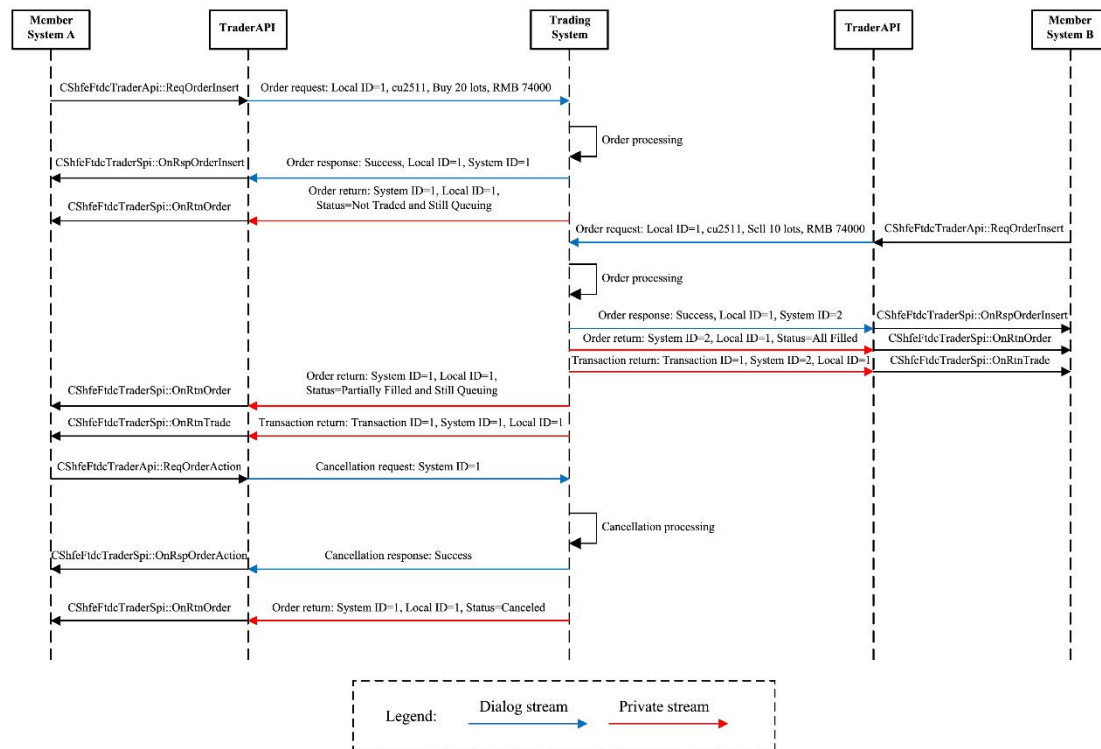 Member
System A
TraderAPI
Trading
System
TraderAPI
Member
System B
CShfeFtdcTraderApi::ReqOrderInsert
Order request: Local ID=1, cu2511, Buy 20 lots, RMB 74000
Order processing
CShfeFtdcTraderSpi::OnRspOrderInsert
Order response: Success, Local ID=1, System ID=1
Order return: System ID=1, Local ID=1,
Status=Not Traded and Still Queuing
CShfeFtdcTraderSpi::OnRtnOrder
Order request: Local ID=1, cu2511, Sell 10 lots, RMB 74000
CShfeFtdcTraderApi::ReqOrderInsert
Order processing
Order response: Success, Local ID=1, System ID=2
CShfeFtdcTraderSpi::OnRspOrderInsert
Order return: System ID=2, Local ID=1, Status=All Filled
CShfeFtdcTraderSpi::OnRtnOrder
Transaction return: Transaction ID=1, System ID=2, Local ID=1
CShfeFtdcTraderSpi::OnRtnTrade
Order return: System ID=1, Local ID=1,
Status=Partially Filled and Still Queuing
CShfeFtdcTraderSpi::OnRtnOrder
CShfeFtdcTraderSpi::OnRtnTrade
Transaction return: Transaction ID=1, System ID=1, Local ID=1
CShfeFtdcTraderApi::ReqOrderAction
Cancellation request: System ID=1
Cancellation processing
CShfeFtdcTraderSpi::OnRspOrderAction
Cancellation response: Success
CShfeFtdcTraderSpi::OnRtnOrder
Order return: System ID=1, Local ID=1, Status=Canceled
Legend:
Dialog stream
Private stream